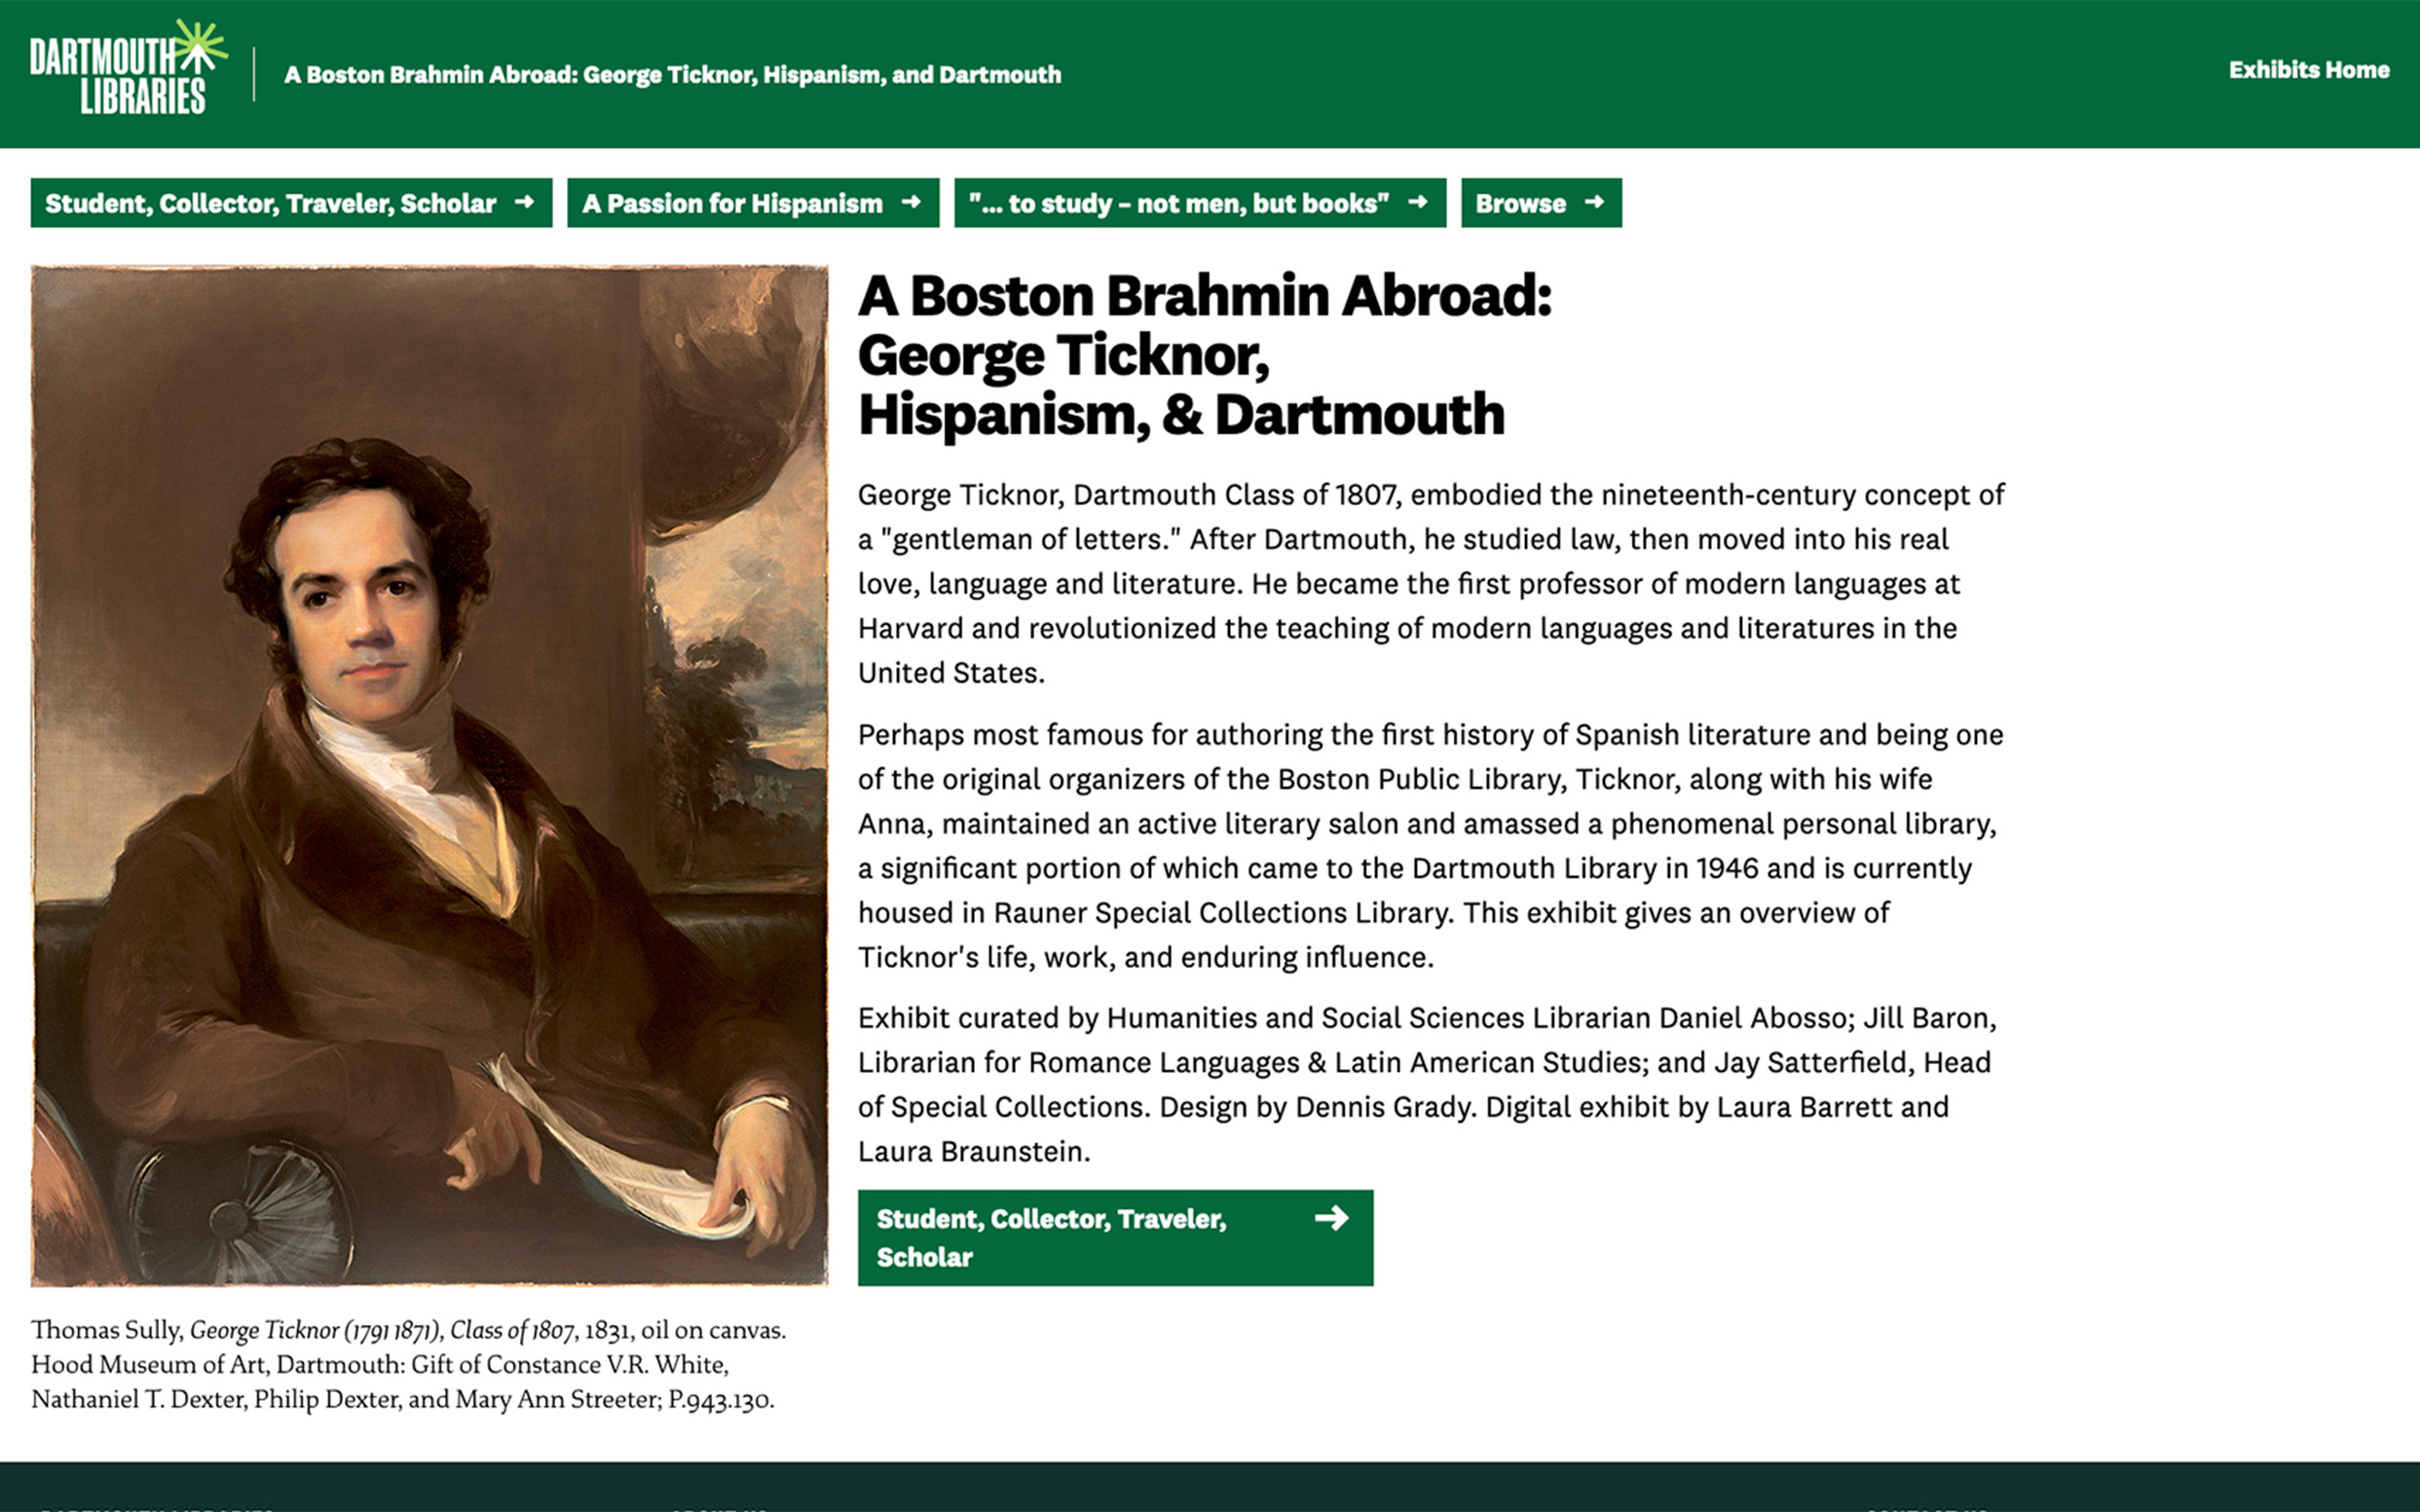 DARTMOUTH
LIBRARIES
A Boston Brahmin Abroad: George Ticknor, Hispanism, and Dartmouth
Exhibits Home
Student, Collector, Traveler, Scholar →
A Passion for Hispanism →
"... to study – not men, but books" →
Browse →
A Boston Brahmin Abroad:
George Ticknor,
Hispanism, & Dartmouth
George Ticknor, Dartmouth Class of 1807, embodied the nineteenth-century concept of
a "gentleman of letters." After Dartmouth, he studied law, then moved into his real
love, language and literature. He became the first professor of modern languages at
Harvard and revolutionized the teaching of modern languages and literatures in the
United States.
Perhaps most famous for authoring the first history of Spanish literature and being one
of the original organizers of the Boston Public Library, Ticknor, along with his wife
Anna, maintained an active literary salon and amassed a phenomenal personal library,
a significant portion of which came to the Dartmouth Library in 1946 and is currently
housed in Rauner Special Collections Library. This exhibit gives an overview of
Ticknor's life, work, and enduring influence.
Exhibit curated by Humanities and Social Sciences Librarian Daniel Abosso; Jill Baron,
Librarian for Romance Languages & Latin American Studies; and Jay Satterfield, Head
of Special Collections. Design by Dennis Grady. Digital exhibit by Laura Barrett and
Laura Braunstein.
Student, Collector, Traveler, →
Scholar
Thomas Sully, George Ticknor (1791 1871), Class of 1807, 1831, oil on canvas.
Hood Museum of Art, Dartmouth: Gift of Constance V.R. White,
Nathaniel T. Dexter, Philip Dexter, and Mary Ann Streeter; P.943.130.